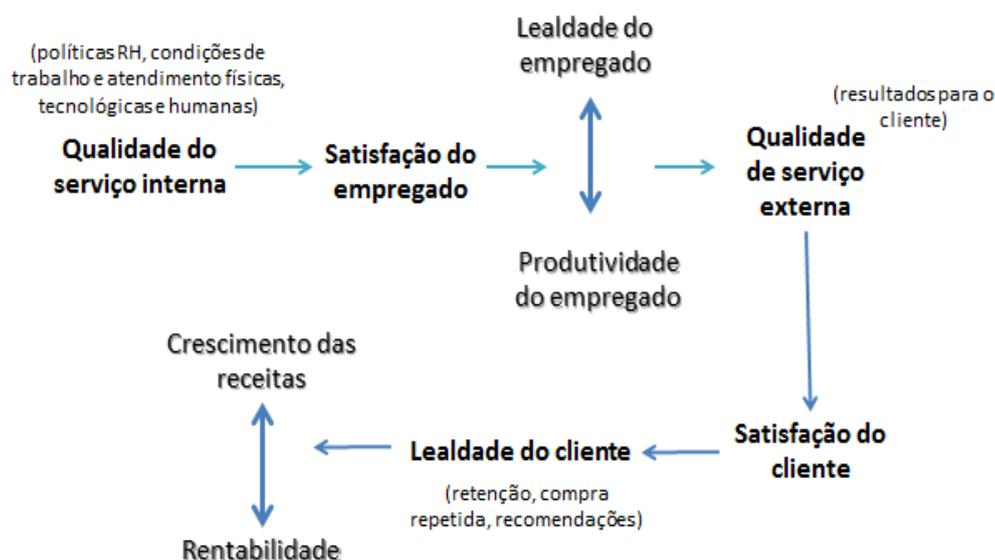 (políticas RH, condições de
trabalho e atendimento físicas,
tecnológicas e humanas)
Qualidade do
serviço interna
Satisfação do
empregado
Lealdade do
empregado
Produtividade
do empregado
(resultados para o
cliente)
Qualidade
de serviço
externa
Satisfação do
cliente
Lealdade do cliente
(retenção, compra
repetida, recomendações)
Crescimento das
receitas
Rentabilidade